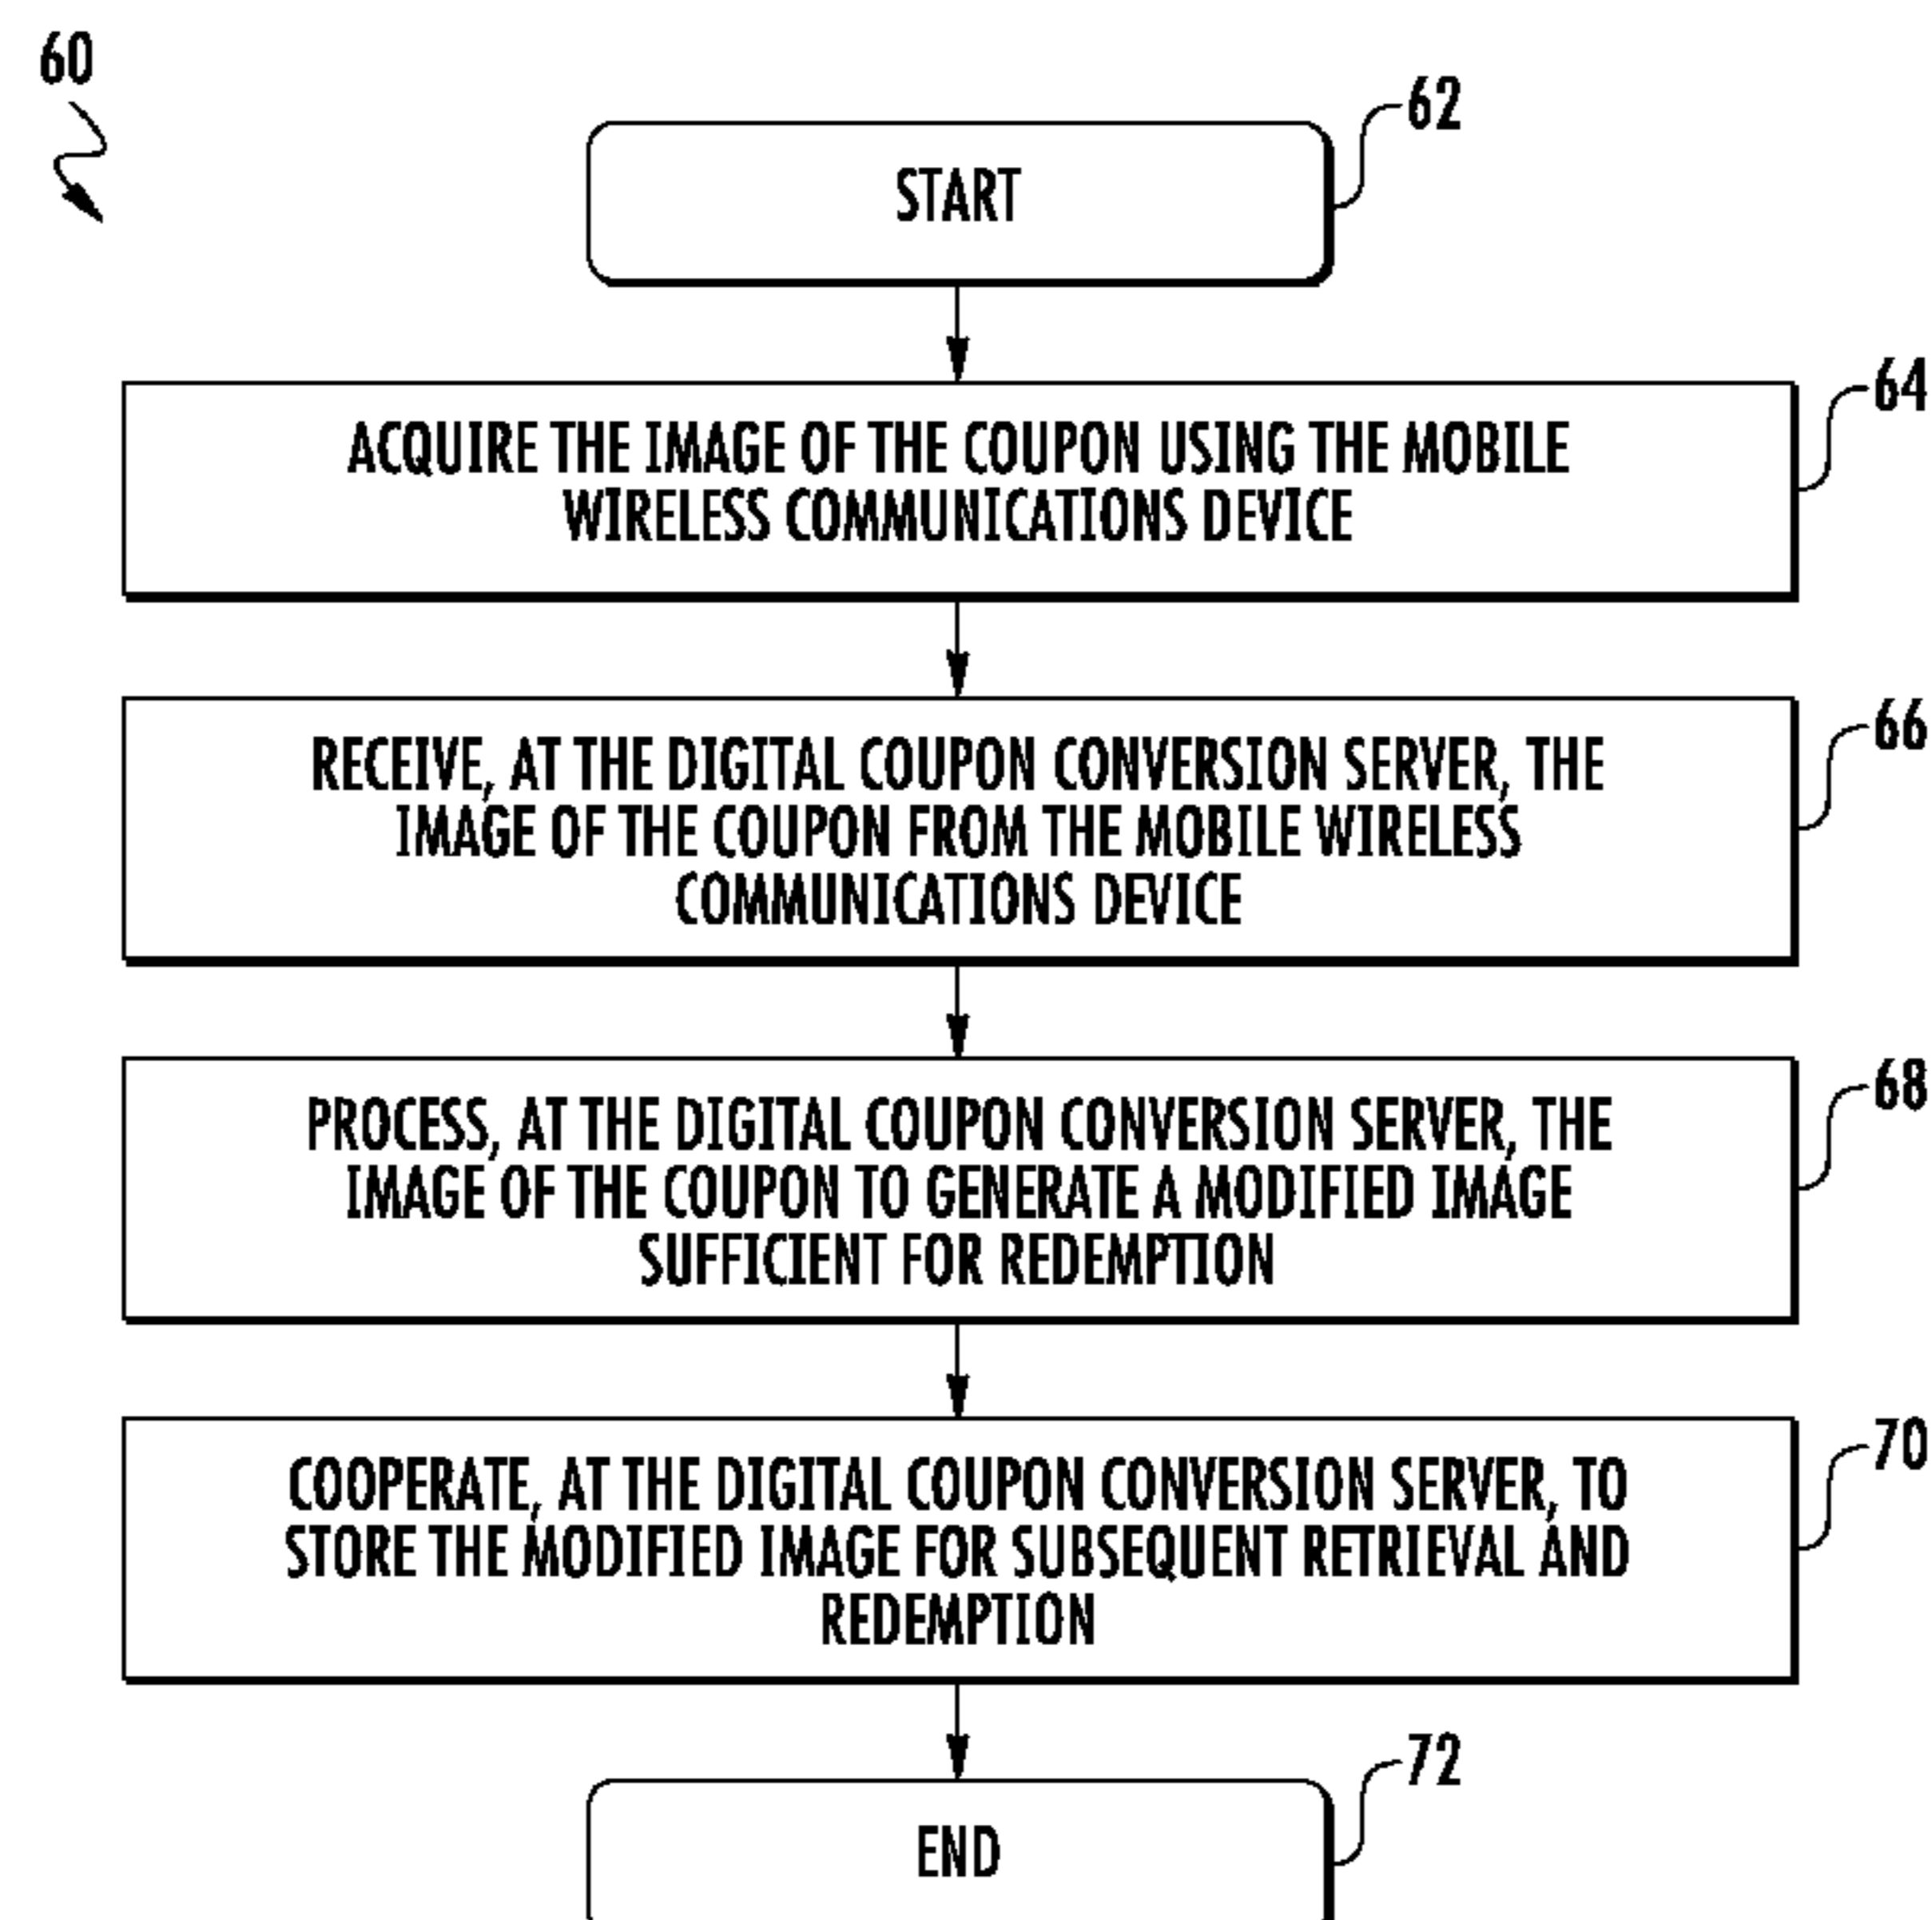 60
62
START
64
ACQUIRE THE IMAGE OF THE COUPON USING THE MOBILE
WIRELESS COMMUNICATIONS DEVICE
66
RECEIVE, AT THE DIGITAL COUPON CONVERSION SERVER, THE
IMAGE OF THE COUPON FROM THE MOBILE WIRELESS
COMMUNICATIONS DEVICE
68
PROCESS, AT THE DIGITAL COUPON CONVERSION SERVER, THE
IMAGE OF THE COUPON TO GENERATE A MODIFIED IMAGE
SUFFICIENT FOR REDEMPTION
70
COOPERATE, AT THE DIGITAL COUPON CONVERSION SERVER, TO
STORE THE MODIFIED IMAGE FOR SUBSEQUENT RETRIEVAL AND
REDEMPTION
72
END